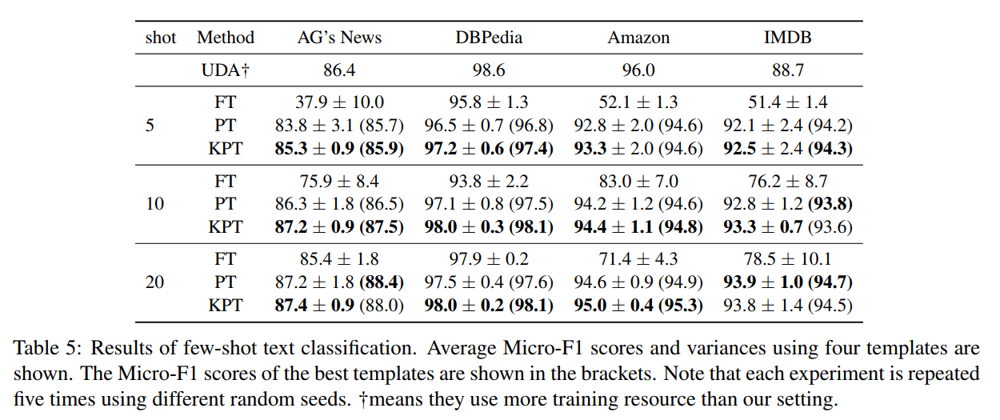 shot Method AG's News DBPedia Amazon IMDB
UDA† 86.4 98.6 96.0 88.7
FT 37.9 ± 10.0 95.8 ± 1.3 52.1 ± 1.3 51.4 ± 1.4
5 PT 83.8 ± 3.1 (85.7) 96.5 ± 0.7 (96.8) 92.8 ± 2.0 (94.6) 92.1 ± 2.4 (94.2)
KPT 85.3 ± 0.9 (85.9) 97.2 ± 0.6 (97.4) 93.3 ± 2.0 (94.6) 92.5 ± 2.4 (94.3)
FT 75.9 ± 8.4 93.8 ± 2.2 83.0 ± 7.0 76.2 ± 8.7
10 PT 86.3 ± 1.8 (86.5) 97.1 ± 0.8 (97.5) 94.2 ± 1.2 (94.6) 92.8 ± 1.2 (93.8)
KPT 87.2 ± 0.9 (87.5) 98.0 ± 0.3 (98.1) 94.4 ± 1.1 (94.8) 93.3 ± 0.7 (93.6)
FT 85.4 ± 1.8 97.9 ± 0.2 71.4 ± 4.3 78.5 ± 10.1
20 PT 87.2 ± 1.8 (88.4) 97.5 ± 0.4 (97.6) 94.6 ± 0.9 (94.9) 93.9 ± 1.0 (94.7)
KPT 87.4 ± 0.9 (88.0) 98.0 ± 0.2 (98.1) 95.0 ± 0.4 (95.3) 93.8 ± 1.4 (94.5)
Table 5: Results of few-shot text classification. Average Micro-F1 scores and variances using four templates are
shown. The Micro-F1 scores of the best templates are shown in the brackets. Note that each experiment is repeated
five times using different random seeds. †means they use more training resource than our setting.